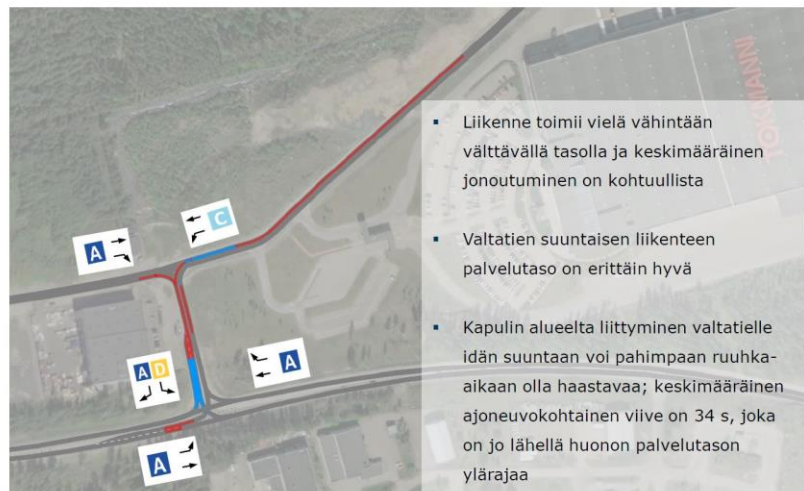 TOKMANNI
▪ Liikenne toimii vielä vähintään
välttävällä tasolla ja keskimääräinen
jonoutuminen on kohtuullista
▪ Valtatien suuntaisen liikenteen
palvelutaso on erittäin hyvä
▪ Kapulin alueelta liittyminen valtatielle
idän suuntaan voi pahimpaan ruuhka-
aikaan olla haastavaa; keskimääräinen
ajoneuvokohtainen viive on 34 s, joka
on jo lähellä huonon palvelutason
ylärajaa
C
A
A D
A
A